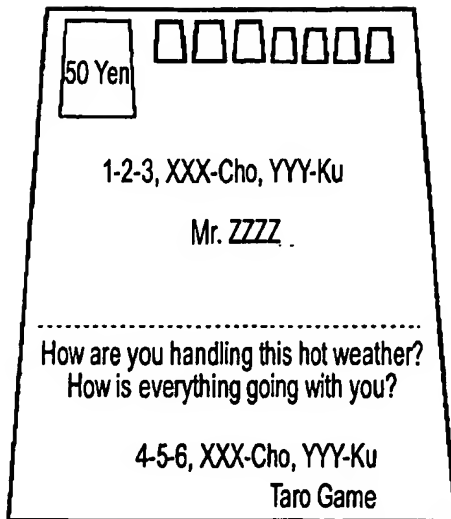 50 Yen
1-2-3, XXX-Cho, YYY-Ku
Mr. ZZZZ
How are you handling this hot weather?
How is everything going with you?
4-5-6, XXX-Cho, YYY-Ku
Taro Game